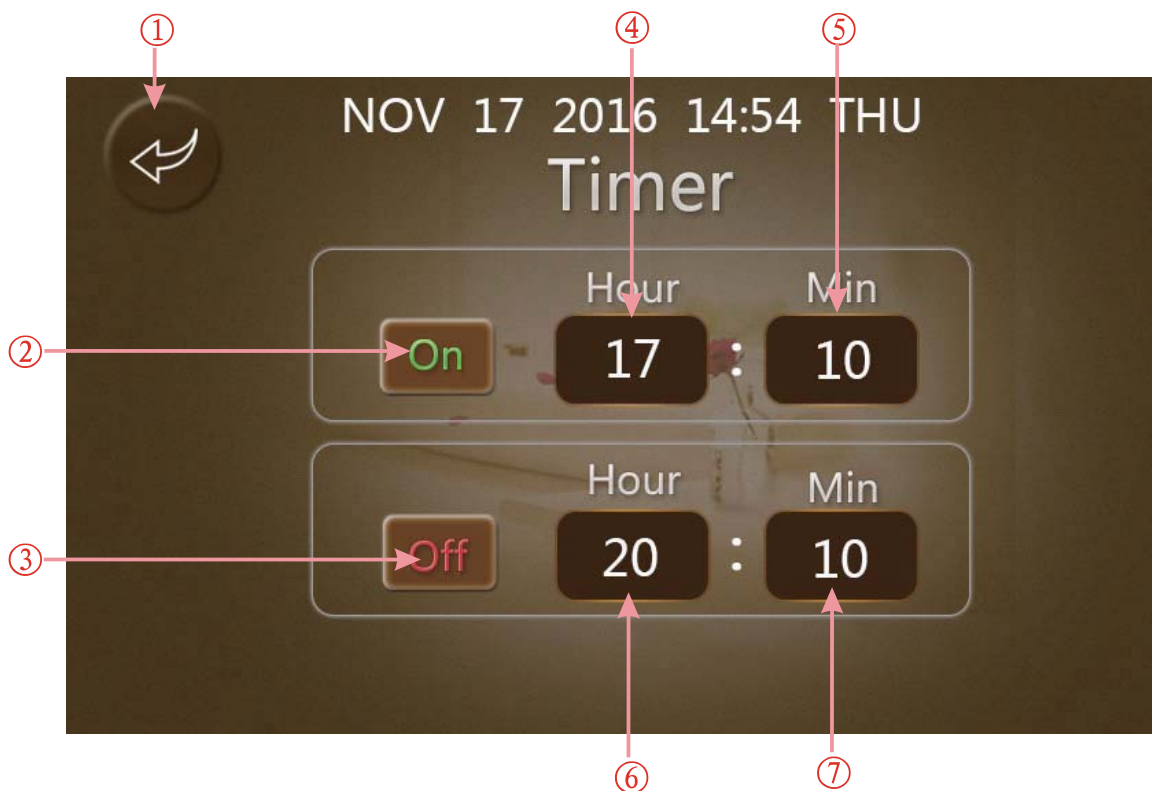 ① ④ ⑤
NOV 17 2016 14:54 THU
Timer
Hour Min
② On 17 : 10
Hour Min
③ Off 20 : 10
⑥ ⑦